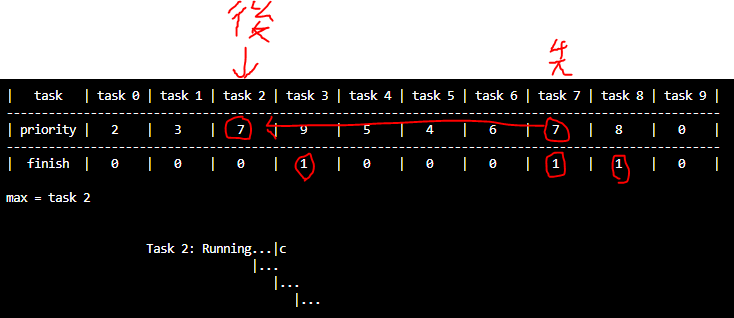 後
先
| task | task 0 | task 1 | task 2 | task 3 | task 4 | task 5 | task 6 | task 7 | task 8 | task 9 |
---------------------------------------------------------------------------------------
| priority | 2 | 3 | 7 | 9 | 5 | 4 | 6 | 7 | 8 | 0 |
---------------------------------------------------------------------------------------
| finish | 0 | 0 | 0 | 1 | 0 | 0 | 0 | 1 | 1 | 0 |
max = task 2
Task 2: Running...|c
|...
|...
|...